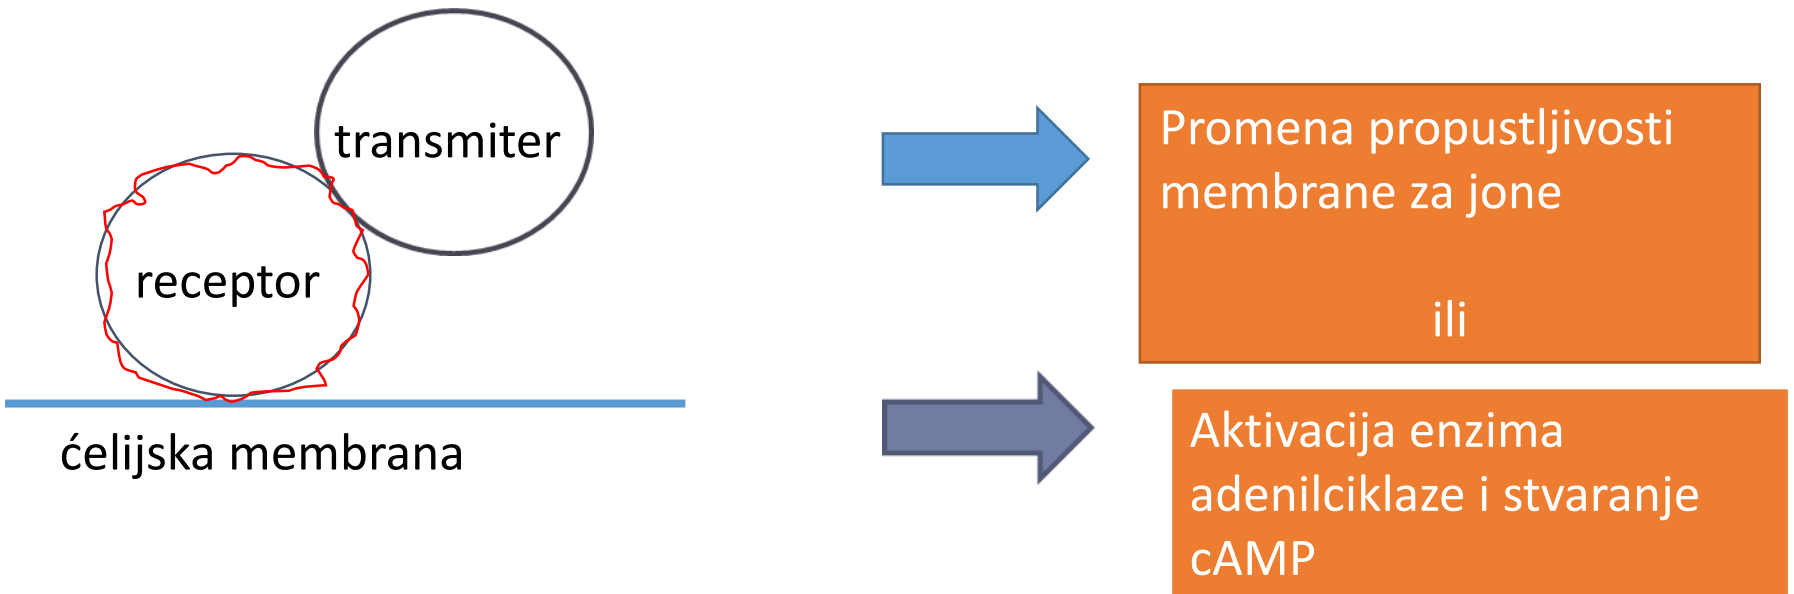 transmiter
receptor
ćelijska membrana
Promena propustljivosti
membrane za jone
ili
Aktivacija enzima
adenilciklaze i stvaranje
cAMP